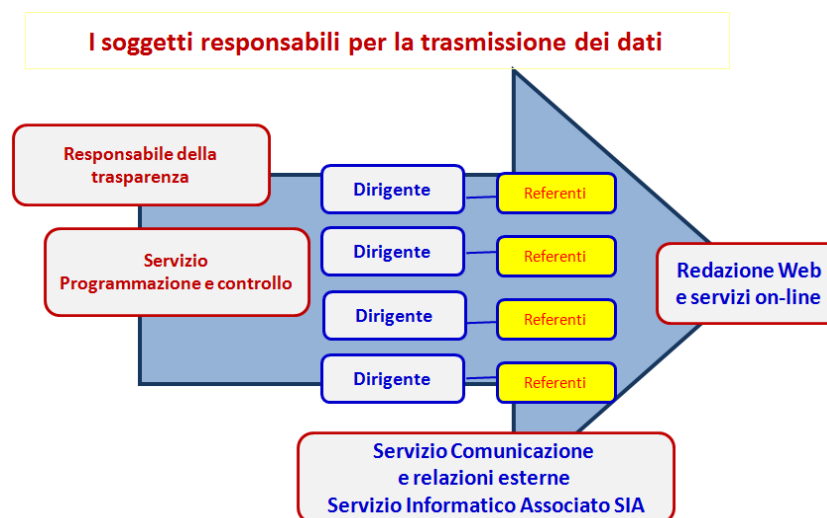 I soggetti responsabili per la trasmissione dei dati
Responsabile della
trasparenza
Servizio
Programmazione e controllo
Dirigente
Referenti
Dirigente
Referenti
Dirigente
Referenti
Dirigente
Referenti
Redazione Web
e servizi on-line
Servizio Comunicazione
e relazioni esterne
Servizio Informatico Associato SIA